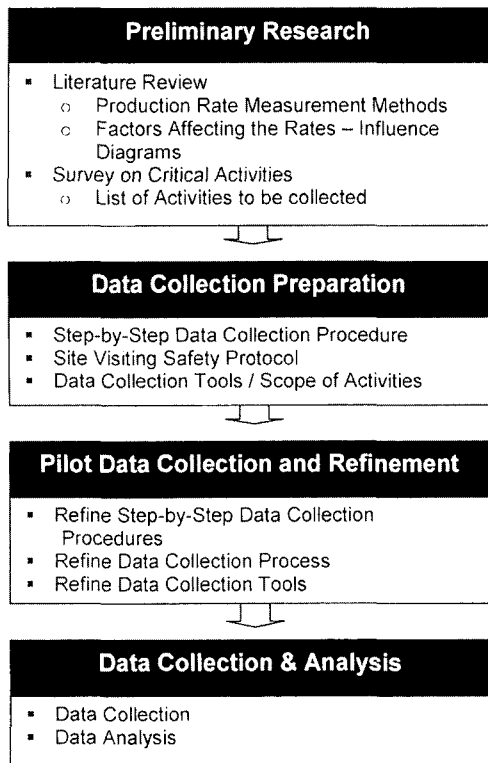 Preliminary Research
▪ Literature Review
○ Production Rate Measurement Methods
○ Factors Affecting the Rates – Influence
Diagrams
▪ Survey on Critical Activities
○ List of Activities to be collected
Data Collection Preparation
▪ Step-by-Step Data Collection Procedure
▪ Site Visiting Safety Protocol
▪ Data Collection Tools / Scope of Activities
Pilot Data Collection and Refinement
▪ Refine Step-by-Step Data Collection
Procedures
▪ Refine Data Collection Process
▪ Refine Data Collection Tools
Data Collection & Analysis
▪ Data Collection
▪ Data Analysis